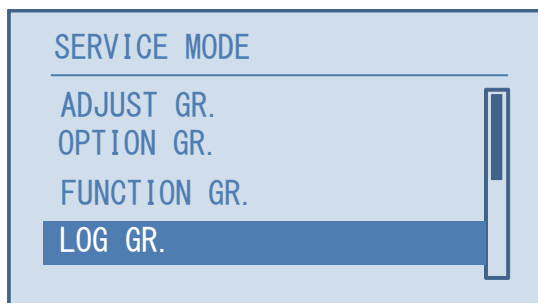 SERVICE MODE
ADJUST GR.
OPTION GR.
FUNCTION GR.
LOG GR.